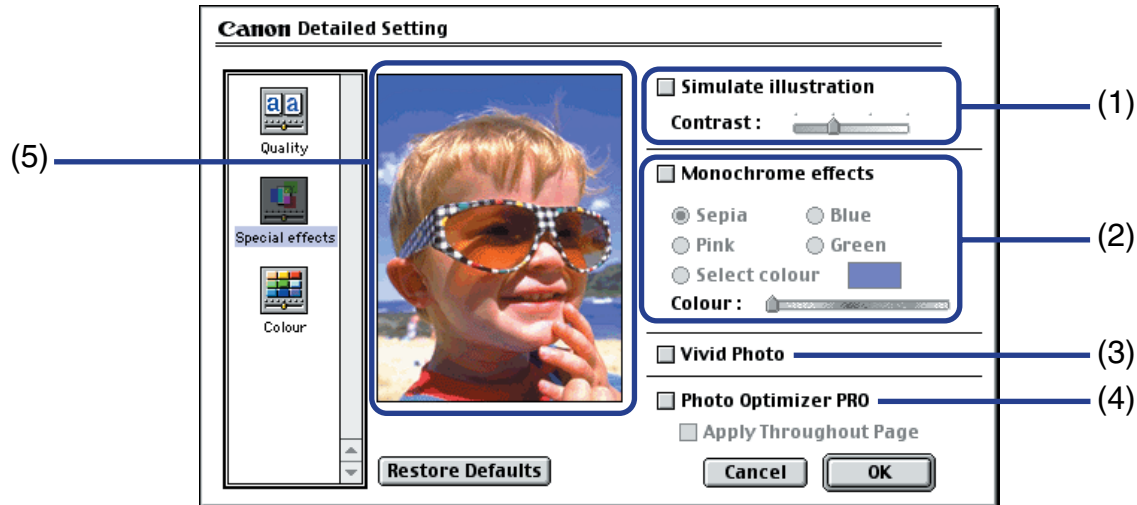 Canon Detailed Setting
aa
Quality
Special effects
Colour
Simulate illustration
Contrast :
Monochrome effects
Sepia Blue
Pink Green
Select colour
Colour :
Vivid Photo
Photo Optimizer PRO
Apply Throughout Page
Restore Defaults Cancel OK
(1)
(2)
(3)
(4)
(5)